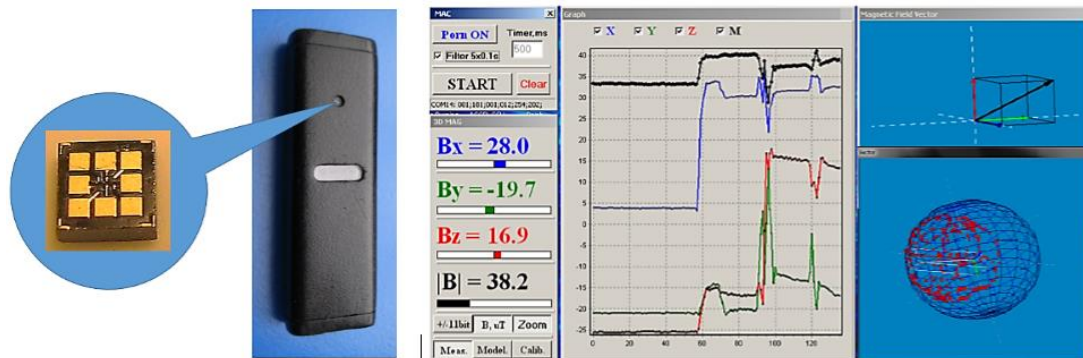 MAC
Porn ON
Timer,ms
500
Filter 5x0.1s
START
Clear
3D MAG
Bx = 28.0
By = -19.7
Bz = 16.9
|B| = 38.2
+/-11bit
B, uT
Zoom
Meas.
Model.
Calib.
Graph
X
Y
Z
M
40
35
30
25
20
15
10
5
0
-5
-10
-15
-20
-25
0
20
40
60
80
100
120
Magnetic Field Vector
Vector